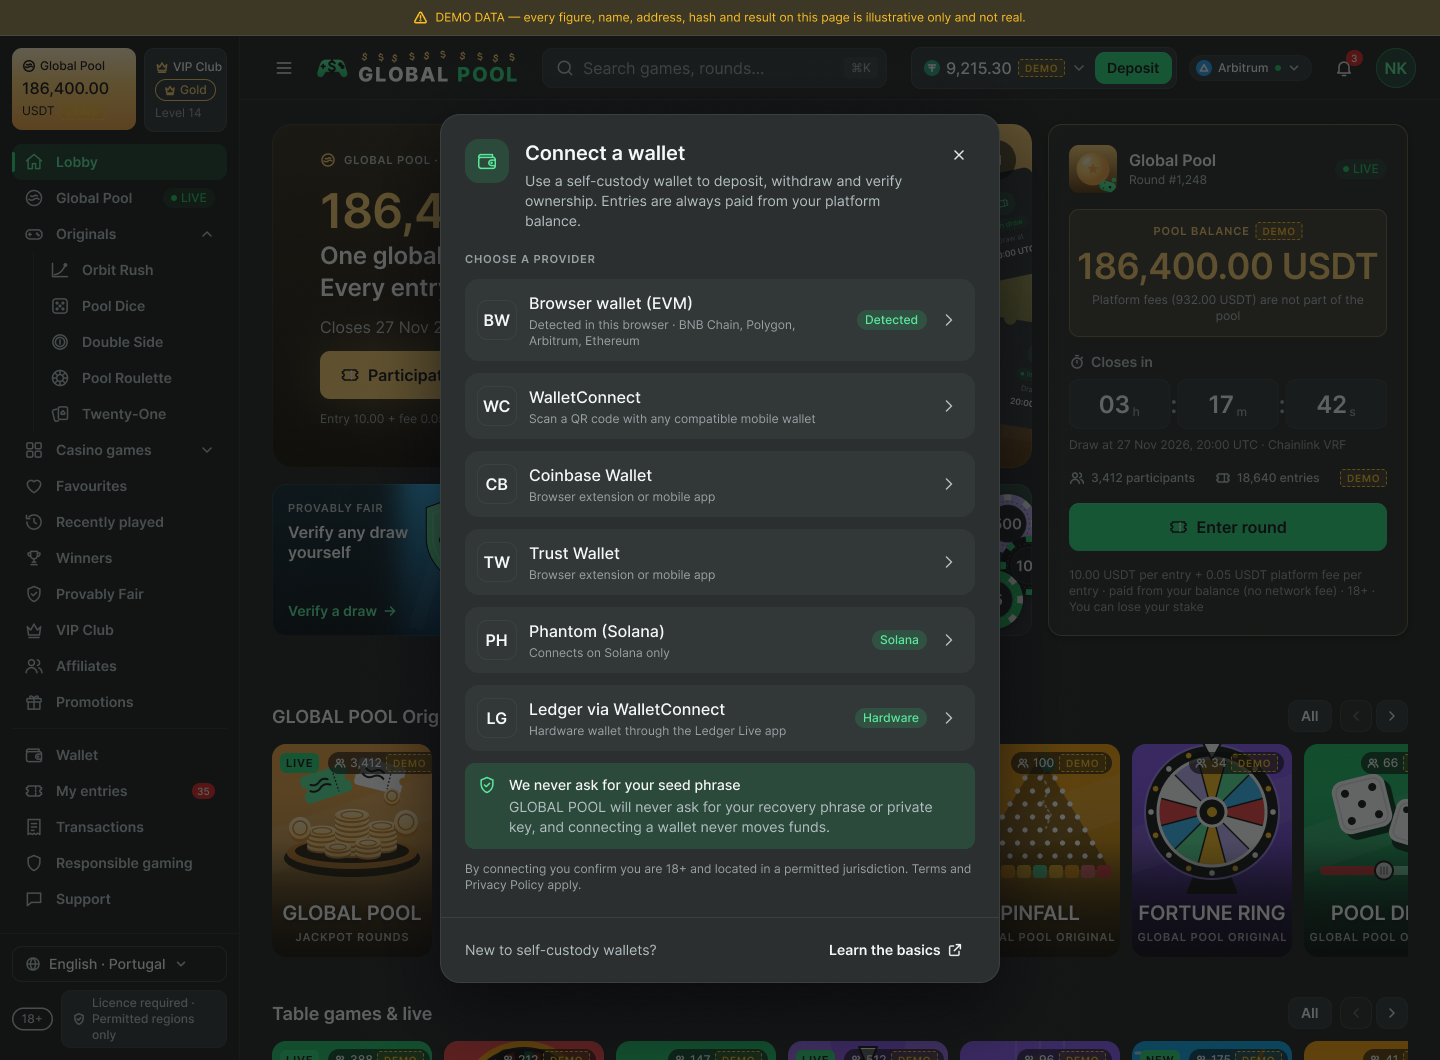 DEMO DATA — every figure, name, address, hash and result on this page is illustrative only and not real.
Global Pool
186,400.00
USDT
VIP Club
Gold
Level 14
GLOBAL POOL
Search games, rounds...
⌘K
9,215.30
DEMO
Deposit
Arbitrum
3
NK
Lobby
Global Pool
LIVE
Originals
Orbit Rush
Pool Dice
Double Side
Pool Roulette
Twenty-One
Casino games
Favourites
Recently played
Winners
Provably Fair
VIP Club
Affiliates
Promotions
Wallet
My entries
35
Transactions
Responsible gaming
Support
English · Portugal
18+
Licence required ·
Permitted regions
only
GLOBAL POOL ·
186,4
One global
Every entry
Closes 27 Nov 2
Participat
Entry 10.00 + fee 0.0
PROVABLY FAIR
Verify any draw
yourself
Verify a draw
Connect a wallet
Use a self-custody wallet to deposit, withdraw and verify
ownership. Entries are always paid from your platform
balance.
CHOOSE A PROVIDER
BW
Browser wallet (EVM)
Detected in this browser · BNB Chain, Polygon,
Arbitrum, Ethereum
Detected
WC
WalletConnect
Scan a QR code with any compatible mobile wallet
CB
Coinbase Wallet
Browser extension or mobile app
TW
Trust Wallet
Browser extension or mobile app
PH
Phantom (Solana)
Connects on Solana only
Solana
LG
Ledger via WalletConnect
Hardware wallet through the Ledger Live app
Hardware
We never ask for your seed phrase
GLOBAL POOL will never ask for your recovery phrase or private
key, and connecting a wallet never moves funds.
By connecting you confirm you are 18+ and located in a permitted jurisdiction. Terms and
Privacy Policy apply.
New to self-custody wallets?
Learn the basics
Global Pool
Round #1,248
LIVE
POOL BALANCE
DEMO
186,400.00 USDT
Platform fees (932.00 USDT) are not part of the
pool
Closes in
03 h : 17 m : 42 s
Draw at 27 Nov 2026, 20:00 UTC · Chainlink VRF
3,412 participants
18,640 entries
DEMO
Enter round
10.00 USDT per entry + 0.05 USDT platform fee per
entry · paid from your balance (no network fee) · 18+ ·
You can lose your stake
GLOBAL POOL Orig
All
LIVE
3,412
DEMO
GLOBAL POOL
JACKPOT ROUNDS
100
DEMO
PINFALL
AL POOL ORIGINAL
34
DEMO
FORTUNE RING
GLOBAL POOL ORIGINAL
66
POOL DI
GLOBAL POOL O
Table games & live
All
LIVE
388
DEMO
212
DEMO
147
DEMO
LIVE
512
DEMO
96
DEMO
NEW
175
DEMO
41